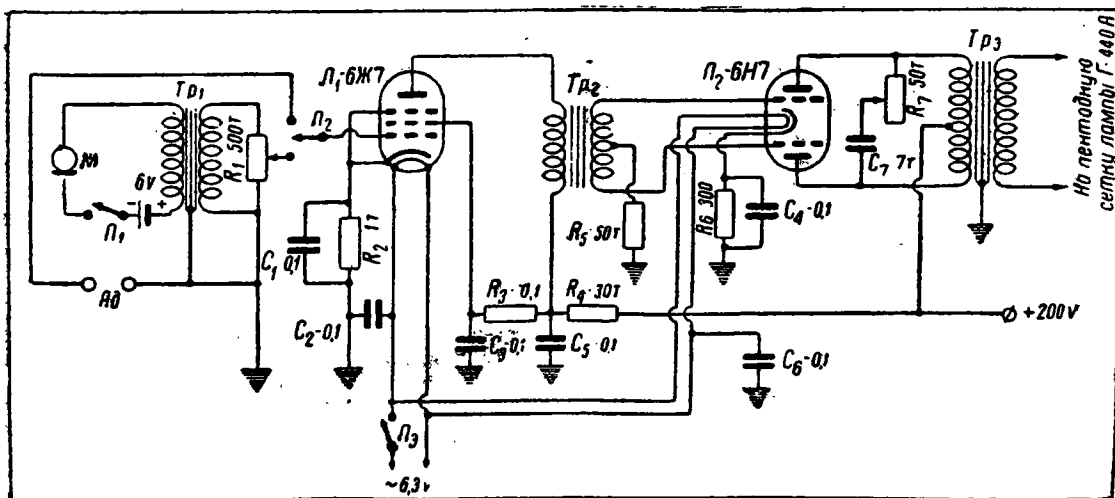 Тр1
Л1-6Ж7
Тр2
Л2-6Н7
Тр3
На пентодную
сетки лампы Г-440А
М
6v
- +
П1
R1 500т
П2
Ад
C1 0,1
R2 1т
C2-0,1
C3-0,1
R3-0,1
R4-30т
C5-0,1
R5-50т
R6 300
C4-0,1
R7 50т
C7 7т
C6-0,1
+200v
П3
~6,3v